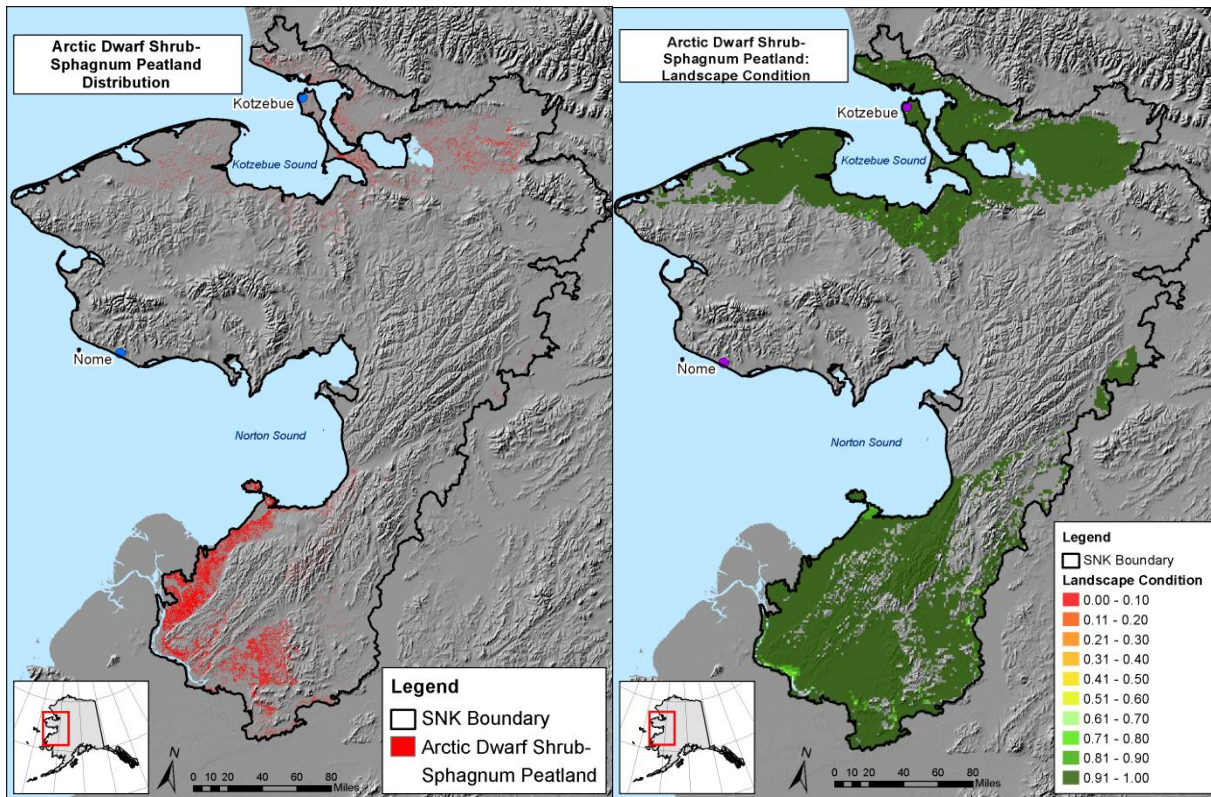 Arctic Dwarf Shrub-
Sphagnum Peatland
Distribution
Kotzebue
Kotzebue Sound
Nome
Norton Sound
Legend
SNK Boundary
Arctic Dwarf Shrub-
Sphagnum Peatland
N
0 10 20 40 60 80
Miles
Arctic Dwarf Shrub-
Sphagnum Peatland:
Landscape Condition
Kotzebue
Kotzebue Sound
Nome
Norton Sound
Legend
SNK Boundary
Landscape Condition
0.00 - 0.10
0.11 - 0.20
0.21 - 0.30
0.31 - 0.40
0.41 - 0.50
0.51 - 0.60
0.61 - 0.70
0.71 - 0.80
0.81 - 0.90
0.91 - 1.00
N
0 10 20 40 60 80
Miles